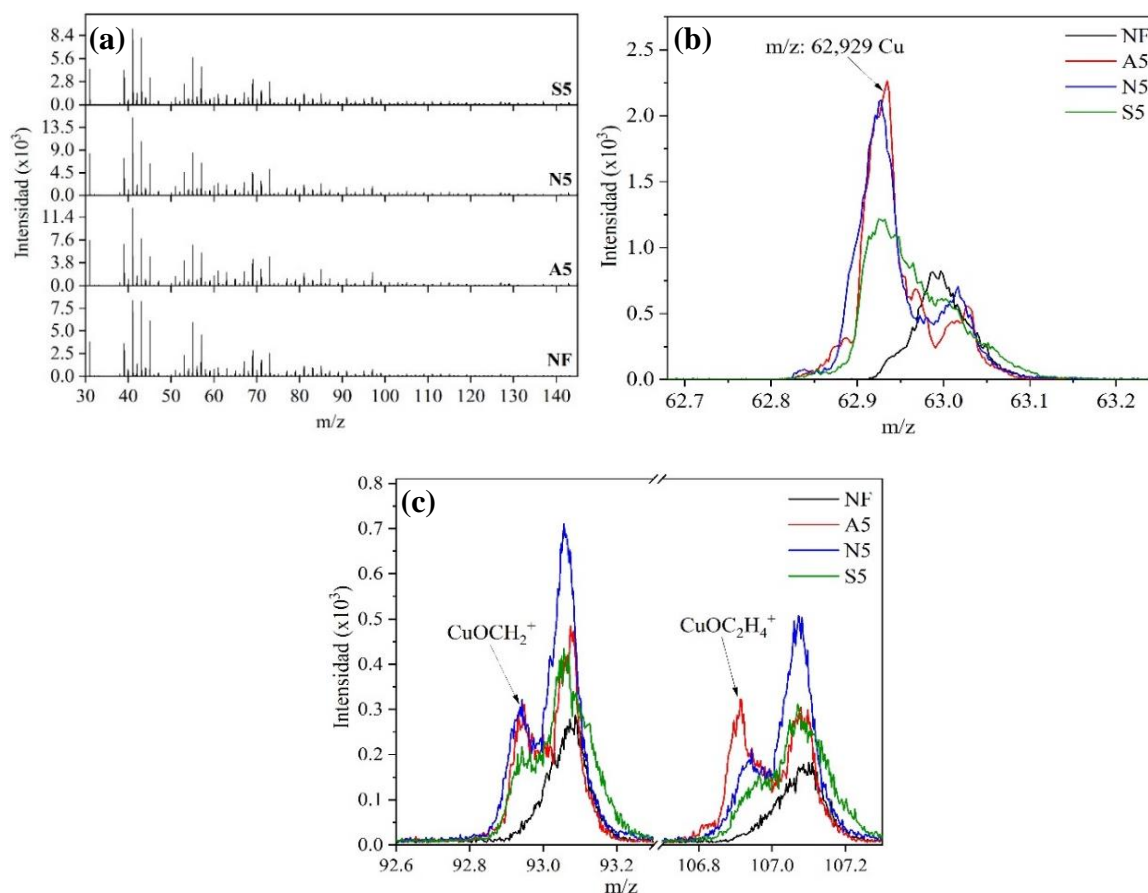 (a)
8.4
5.6
2.8
0.0
S5
13.5
9.0
4.5
0.0
N5
11.4
7.6
3.8
0.0
A5
7.5
5.0
2.5
0.0
NF
Intensidad (x10³)
30 40 50 60 70 80 90 100 110 120 130 140
m/z
(b)
m/z: 62,929 Cu
NF
A5
N5
S5
2.5
2.0
1.5
1.0
0.5
0.0
Intensidad (x10³)
62.7 62.8 62.9 63.0 63.1 63.2
m/z
(c)
NF
A5
N5
S5
CuOCH₂⁺
CuOC₂H₄⁺
0.8
0.7
0.6
0.5
0.4
0.3
0.2
0.1
0.0
Intensidad (x10³)
92.6 92.8 93.0 93.2 106.8 107.0 107.2
m/z